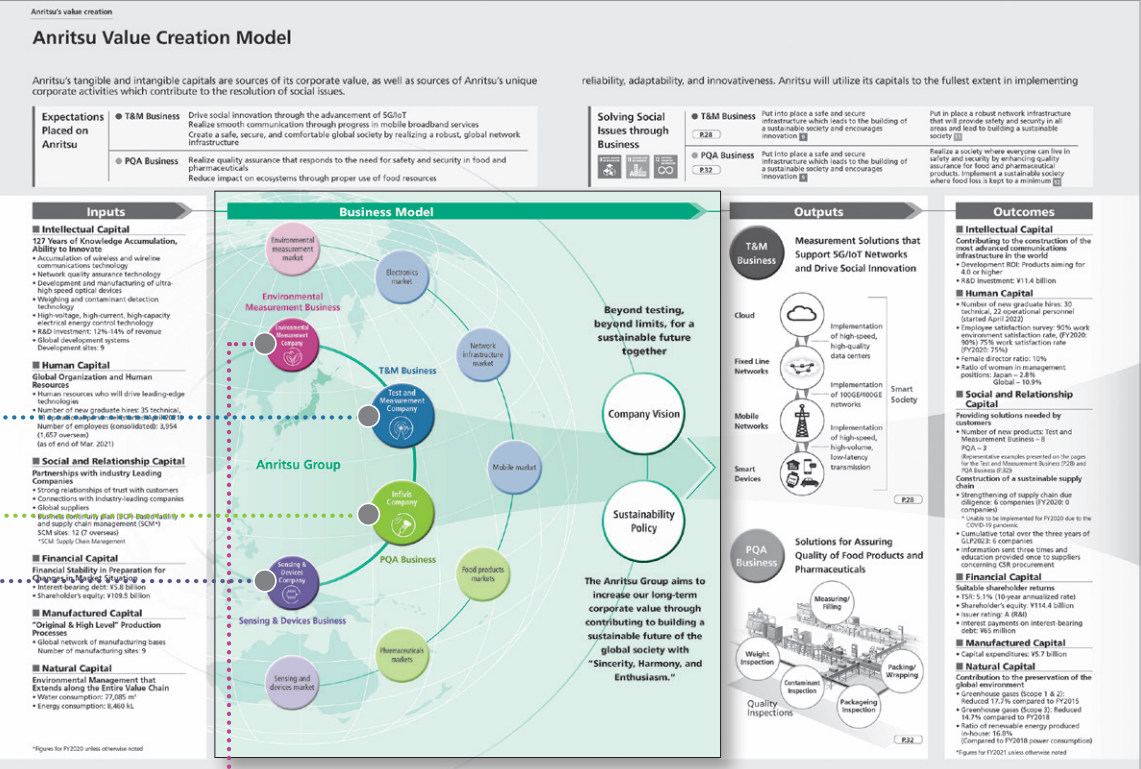 Anritsu's value creation
Anritsu Value Creation Model
Anritsu's tangible and intangible capitals are sources of its corporate value, as well as sources of Anritsu's unique
corporate activities which contribute to the resolution of social issues.
reliability, adaptability, and innovativeness. Anritsu will utilize its capitals to the fullest extent in implementing
Expectations
Placed on
Anritsu
T&M Business
Drive social innovation through the advancement of 5G/IoT
Realize smooth communication through progress in mobile broadband services
Create a safe, secure, and comfortable global society by realizing a robust, global network
infrastructure
PQA Business
Realize quality assurance that responds to the need for safety and security in food and
pharmaceuticals
Reduce impact on ecosystems through proper use of food resources
Solving Social
Issues through
Business
T&M Business
P.28
Put into place a safe and secure
infrastructure which leads to the building of
a sustainable society and encourages
innovation 9
Put in place a robust network infrastructure
that will provide safety and security in all
areas and lead to building a sustainable
society 11
PQA Business
P.32
Put into place a safe and secure
infrastructure which leads to the building of
a sustainable society and encourages
innovation 9
Realize a society where everyone can live in
safety and security by enhancing quality
assurance for food and pharmaceutical
products. Implement a sustainable society
where food loss is kept to a minimum 12
Inputs
Intellectual Capital
127 Years of Knowledge Accumulation,
Ability to Innovate
• Accumulation of wireless and wireline
communications technology
• Network quality assurance technology
• Development and manufacturing of ultra-
high speed optical devices
• Weighing and contaminant detection
technology
• High-voltage, high-current, high-capacity
electrical energy control technology
• R&D investment: 12%-14% of revenue
• Global development systems
Development sites: 9
Human Capital
Global Organization and Human
Resources
• Human resources who will drive leading-edge
technologies
• Number of new graduate hires: 35 technical,
Number of employees (consolidated): 3,954
(1,657 overseas)
(as of end of Mar. 2021)
Social and Relationship Capital
Partnerships with industry Leading
Companies
• Strong relationships of trust with customers
• Connections with industry-leading companies
• Global suppliers
and supply chain management (SCM*)
SCM sites: 12 (7 overseas)
*SCM: Supply Chain Management
Financial Capital
Financial Stability in Preparation for
Changes in Market Situation
• Interest-bearing debt: ¥5.8 billion
• Shareholder's equity: ¥109.5 billion
Manufactured Capital
"Original & High Level" Production
Processes
• Global network of manufacturing bases
Number of manufacturing sites: 9
Natural Capital
Environmental Management that
Extends along the Entire Value Chain
• Water consumption: 77,085 m³
• Energy consumption: 8,460 kL
*Figures for FY2020 unless otherwise noted
Business Model
Environmental
measurement
market
Electronics
market
Environmental
Measurement Business
Environmental
Measurement
Company
Network
infrastructure
market
T&M Business
Test and
Measurement
Company
Anritsu Group
Mobile market
Infivis
Company
PQA Business
Food products
markets
Sensing &
Devices
Company
Sensing & Devices Business
Pharmaceuticals
markets
Sensing and
devices market
Beyond testing,
beyond limits, for a
sustainable future
together
Company Vision
Sustainability
Policy
The Anritsu Group aims to
increase our long-term
corporate value through
contributing to building a
sustainable future of the
global society with
"Sincerity, Harmony, and
Enthusiasm."
Outputs
T&M
Business
Measurement Solutions that
Support 5G/IoT Networks
and Drive Social Innovation
Cloud
Implementation
of high-speed,
high-quality
data centers
Fixed Line
Networks
Implementation
of 100GE/400GE
networks
Smart
Society
Mobile
Networks
Implementation
of high-speed,
high-volume,
low-latency
transmission
Smart
Devices
P.28
PQA
Business
Solutions for Assuring
Quality of Food Products and
Pharmaceuticals
Measuring/
Filling
Weight
Inspection
Contaminant
Inspection
Packing/
Wrapping
Packageing
Inspection
Quality
Inspections
P.32
Outcomes
Intellectual Capital
Contributing to the construction of the
most advanced communications
infrastructure in the world
• Development ROI: Products aiming for
4.0 or higher
• R&D investment: ¥11.4 billion
Human Capital
• Number of new graduate hires: 30
technical, 22 operational personnel
(started April 2022)
• Employee satisfaction survey: 90% work
environment satisfaction rate, (FY2020:
90%) 75% work satisfaction rate
(FY2020: 75%)
• Female director ratio: 10%
• Ratio of women in management
positions: Japan – 2.8%
Global – 10.9%
Social and Relationship
Capital
Providing solutions needed by
customers
• Number of new products: Test and
Measurement Business – 8
PQA – 3
(Representative examples presented on the pages
for the Test and Measurement Business (P.28) and
PQA Business (P.32))
Construction of a sustainable supply
chain
• Strengthening of supply chain due
diligence: 6 companies (FY2020: 0
companies)
* Unable to be implemented for FY2020 due to the
COVID-19 pandemic
• Cumulative total over the three years of
GLP2023: 6 companies
• Information sent three times and
education provided once to suppliers
concerning CSR procurement
Financial Capital
Suitable shareholder returns
• TSR: 5.1% (10-year annualized rate)
• Shareholder's equity: ¥114.4 billion
• Issuer rating: A (R&I)
• Interest payments on interest-bearing
debt: ¥65 million
Manufactured Capital
• Capital expenditures: ¥5.7 billion
Natural Capital
Contribution to the preservation of the
global environment
• Greenhouse gases (Scope 1 & 2):
Reduced 17.7% compared to FY2015
• Greenhouse gases (Scope 3): Reduced
14.7% compared to FY2018
• Ratio of renewable energy produced
in-house: 16.8%
(Compared to FY2018 power consumption)
*Figures for FY2021 unless otherwise noted